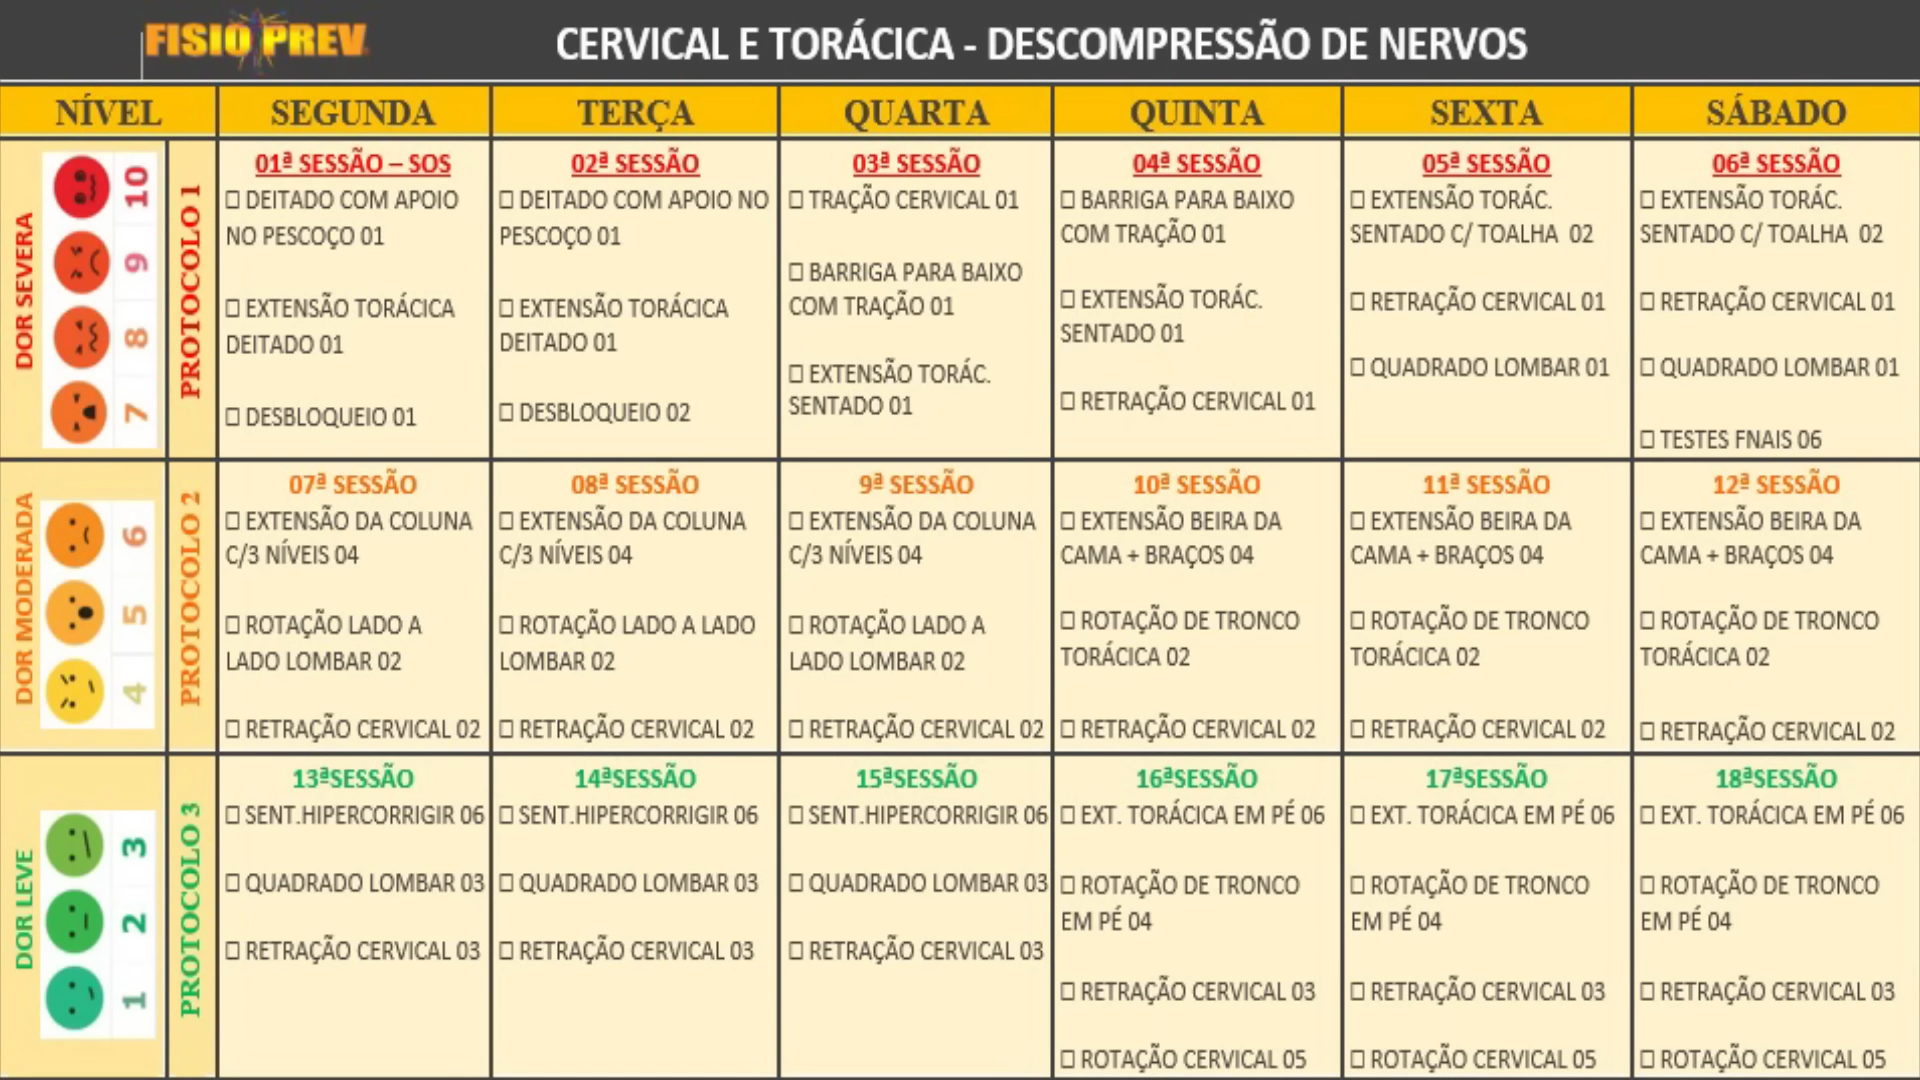 FISIO PREV
CERVICAL E TORÁCICA - DESCOMPRESSÃO DE NERVOS
NÍVEL
SEGUNDA
TERÇA
QUARTA
QUINTA
SEXTA
SÁBADO
DOR SEVERA
10
9
8
7
PROTOCOLO 1
01ª SESSÃO – SOS
☐ DEITADO COM APOIO
NO PESCOÇO 01
☐ EXTENSÃO TORÁCICA
DEITADO 01
☐ DESBLOQUEIO 01
02ª SESSÃO
☐ DEITADO COM APOIO NO
PESCOÇO 01
☐ EXTENSÃO TORÁCICA
DEITADO 01
☐ DESBLOQUEIO 02
03ª SESSÃO
☐ TRAÇÃO CERVICAL 01
☐ BARRIGA PARA BAIXO
COM TRAÇÃO 01
☐ EXTENSÃO TORÁC.
SENTADO 01
04ª SESSÃO
☐ BARRIGA PARA BAIXO
COM TRAÇÃO 01
☐ EXTENSÃO TORÁC.
SENTADO 01
☐ RETRAÇÃO CERVICAL 01
05ª SESSÃO
☐ EXTENSÃO TORÁC.
SENTADO C/ TOALHA 02
☐ RETRAÇÃO CERVICAL 01
☐ QUADRADO LOMBAR 01
06ª SESSÃO
☐ EXTENSÃO TORÁC.
SENTADO C/ TOALHA 02
☐ RETRAÇÃO CERVICAL 01
☐ QUADRADO LOMBAR 01
☐ TESTES FNAIS 06
DOR MODERADA
6
5
4
PROTOCOLO 2
07ª SESSÃO
☐ EXTENSÃO DA COLUNA
C/3 NÍVEIS 04
☐ ROTAÇÃO LADO A
LADO LOMBAR 02
☐ RETRAÇÃO CERVICAL 02
08ª SESSÃO
☐ EXTENSÃO DA COLUNA
C/3 NÍVEIS 04
☐ ROTAÇÃO LADO A LADO
LOMBAR 02
☐ RETRAÇÃO CERVICAL 02
9ª SESSÃO
☐ EXTENSÃO DA COLUNA
C/3 NÍVEIS 04
☐ ROTAÇÃO LADO A
LADO LOMBAR 02
☐ RETRAÇÃO CERVICAL 02
10ª SESSÃO
☐ EXTENSÃO BEIRA DA
CAMA + BRAÇOS 04
☐ ROTAÇÃO DE TRONCO
TORÁCICA 02
☐ RETRAÇÃO CERVICAL 02
11ª SESSÃO
☐ EXTENSÃO BEIRA DA
CAMA + BRAÇOS 04
☐ ROTAÇÃO DE TRONCO
TORÁCICA 02
☐ RETRAÇÃO CERVICAL 02
12ª SESSÃO
☐ EXTENSÃO BEIRA DA
CAMA + BRAÇOS 04
☐ ROTAÇÃO DE TRONCO
TORÁCICA 02
☐ RETRAÇÃO CERVICAL 02
DOR LEVE
3
2
1
PROTOCOLO 3
13ªSESSÃO
☐ SENT.HIPERCORRIGIR 06
☐ QUADRADO LOMBAR 03
☐ RETRAÇÃO CERVICAL 03
14ªSESSÃO
☐ SENT.HIPERCORRIGIR 06
☐ QUADRADO LOMBAR 03
☐ RETRAÇÃO CERVICAL 03
15ªSESSÃO
☐ SENT.HIPERCORRIGIR 06
☐ QUADRADO LOMBAR 03
☐ RETRAÇÃO CERVICAL 03
16ªSESSÃO
☐ EXT. TORÁCICA EM PÉ 06
☐ ROTAÇÃO DE TRONCO
EM PÉ 04
☐ RETRAÇÃO CERVICAL 03
☐ ROTAÇÃO CERVICAL 05
17ªSESSÃO
☐ EXT. TORÁCICA EM PÉ 06
☐ ROTAÇÃO DE TRONCO
EM PÉ 04
☐ RETRAÇÃO CERVICAL 03
☐ ROTAÇÃO CERVICAL 05
18ªSESSÃO
☐ EXT. TORÁCICA EM PÉ 06
☐ ROTAÇÃO DE TRONCO
EM PÉ 04
☐ RETRAÇÃO CERVICAL 03
☐ ROTAÇÃO CERVICAL 05